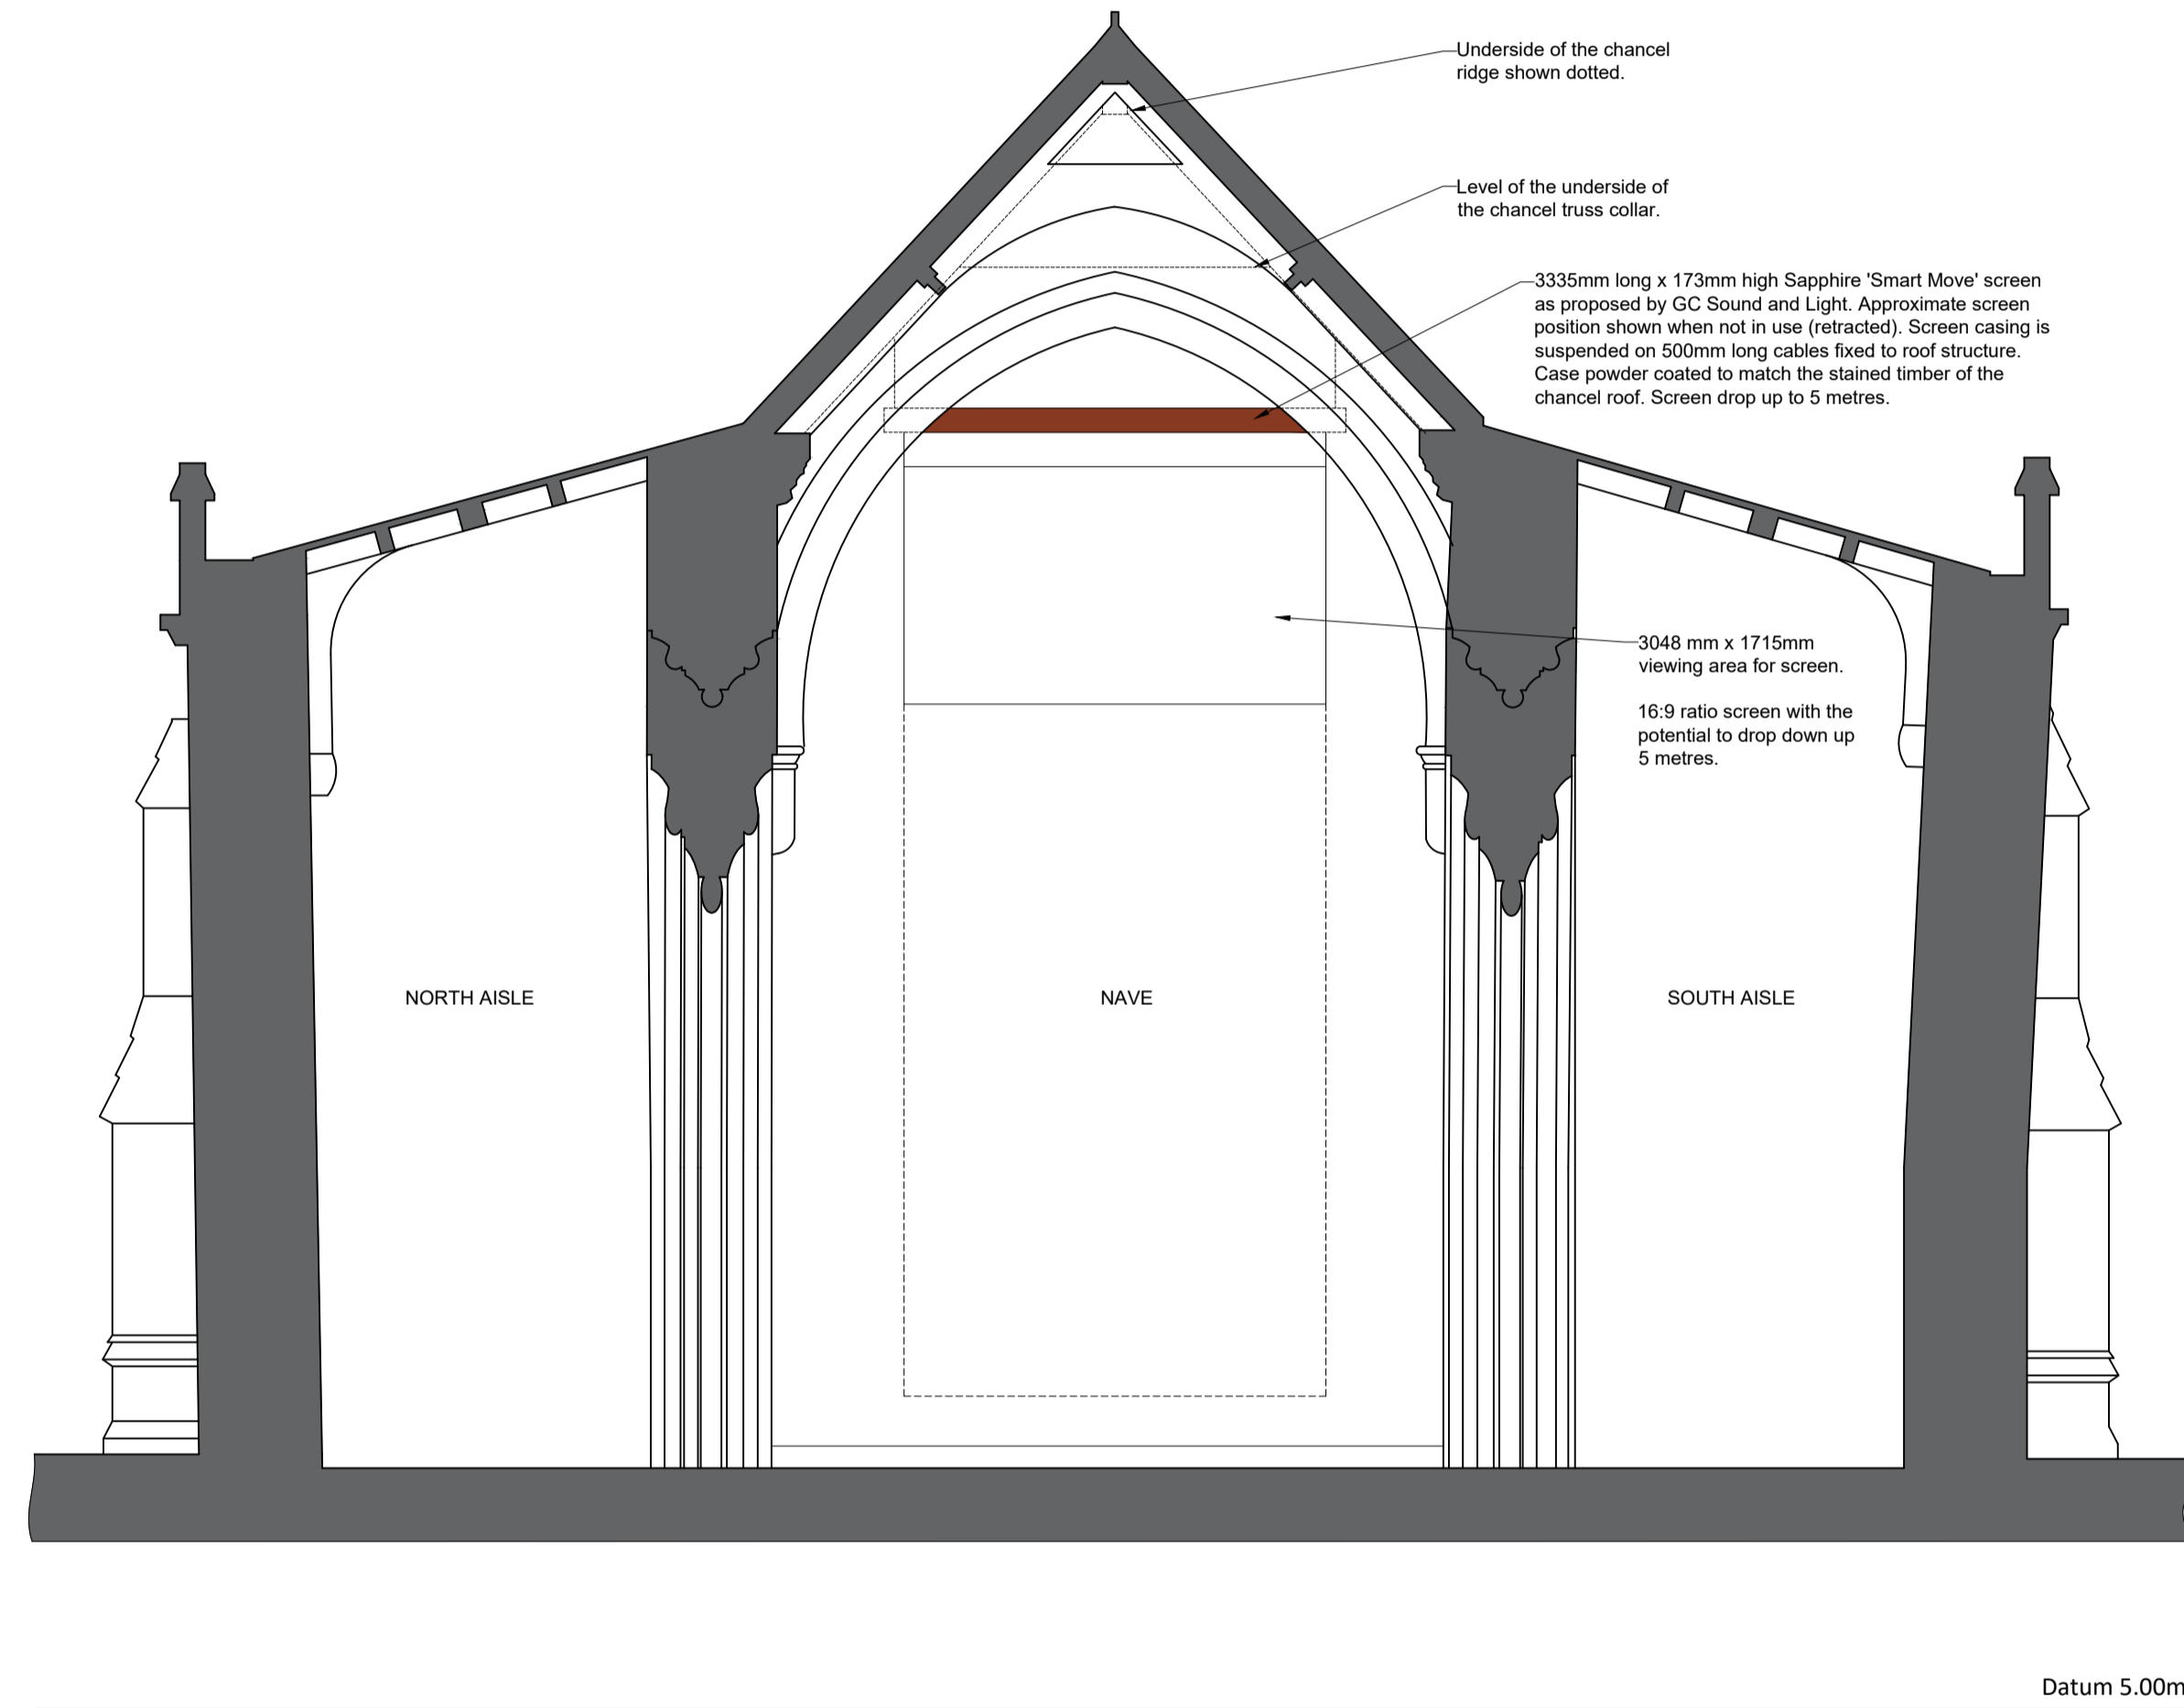 Underside of the chancel
ridge shown dotted.
Level of the underside of
the chancel truss collar.
3335mm long x 173mm high Sapphire 'Smart Move' screen
as proposed by GC Sound and Light. Approximate screen
position shown when not in use (retracted). Screen casing is
suspended on 500mm long cables fixed to roof structure.
Case powder coated to match the stained timber of the
chancel roof. Screen drop up to 5 metres.
3048 mm x 1715mm
viewing area for screen.
16:9 ratio screen with the
potential to drop down up
5 metres.
NORTH AISLE
NAVE
SOUTH AISLE
Datum 5.00m